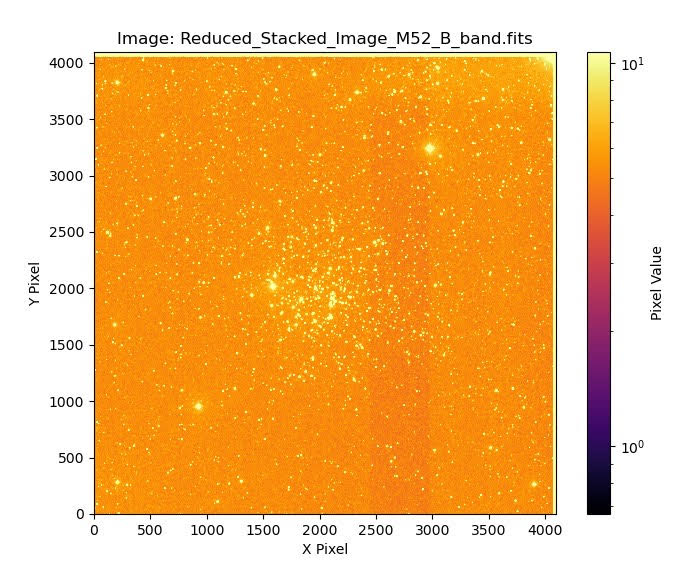 Image: Reduced_Stacked_Image_M52_B_band.fits
4000
3500
3000
2500
2000
1500
1000
500
0
Y Pixel
0 500 1000 1500 2000 2500 3000 3500 4000
X Pixel
10¹
10⁰
Pixel Value